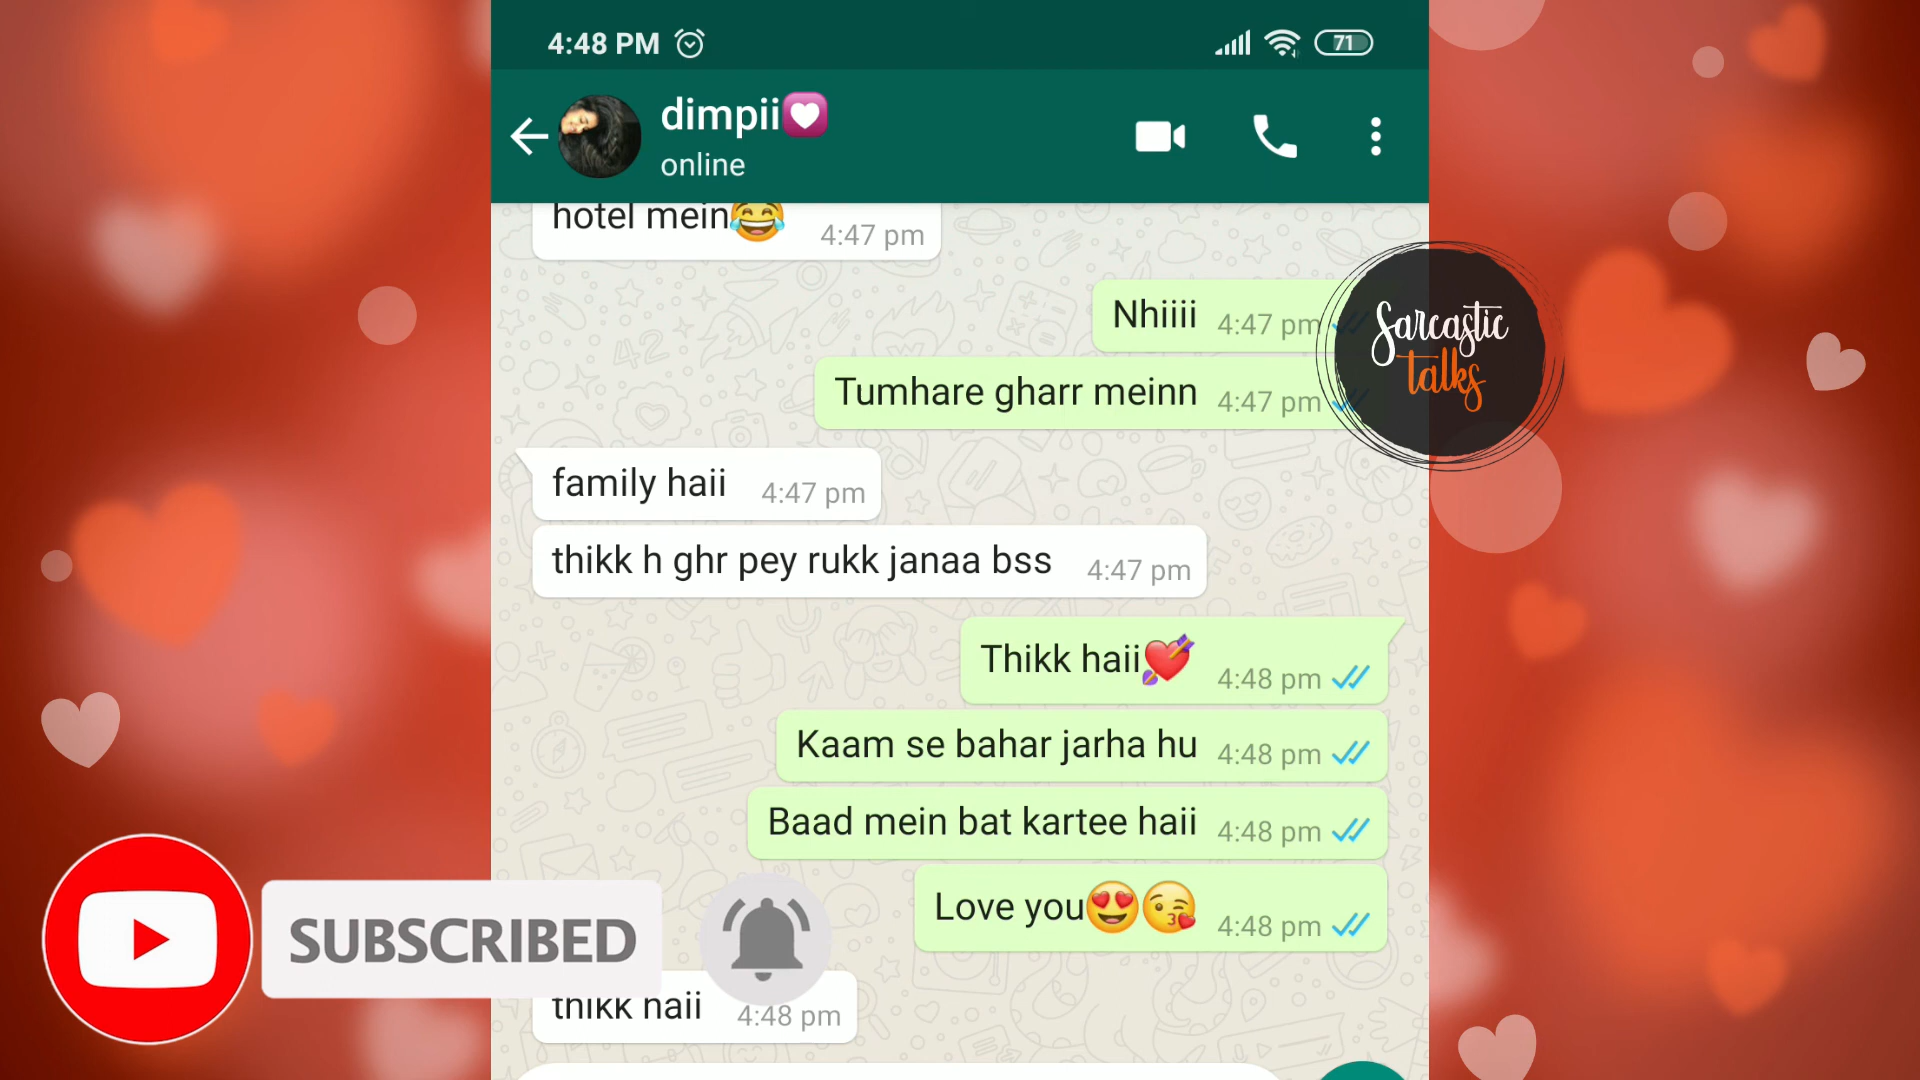 4:48 PM
71
dimpii💟
online
hotel mein😂 4:47 pm
Nhiiii 4:47 pm
Tumhare gharr meinn 4:47 pm
Sarcastic
talks
family haii 4:47 pm
thikk h ghr pey rukk janaa bss 4:47 pm
Thikk haii💘 4:48 pm
Kaam se bahar jarha hu 4:48 pm
Baad mein bat kartee haii 4:48 pm
Love you😍😘 4:48 pm
SUBSCRIBED
thikk haii 4:48 pm